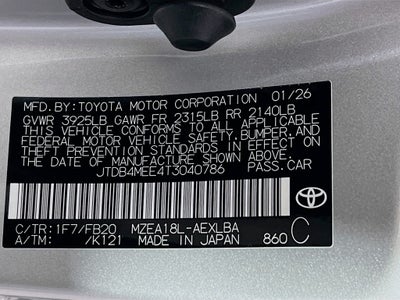 MFD.BY:TOYOTA MOTOR CORPORATION 01/26
GVWR 3925LB GAWR FR 2315LB RR 2140LB
THIS VEHICLE CONFORMS TO ALL APPLICABLE
FEDERAL MOTOR VEHICLE SAFETY,BUMPER,AND
THEFT PREVENTION STANDARDS IN EFFECT ON
THE DATE OF MANUFACTURE SHOWN ABOVE.
JTDB4MEE4T3040786 PASS.CAR
C/TR:1F7/FB20 MZEA18L-AEXLBA
A/TM: /K121 MADE IN JAPAN 860 C